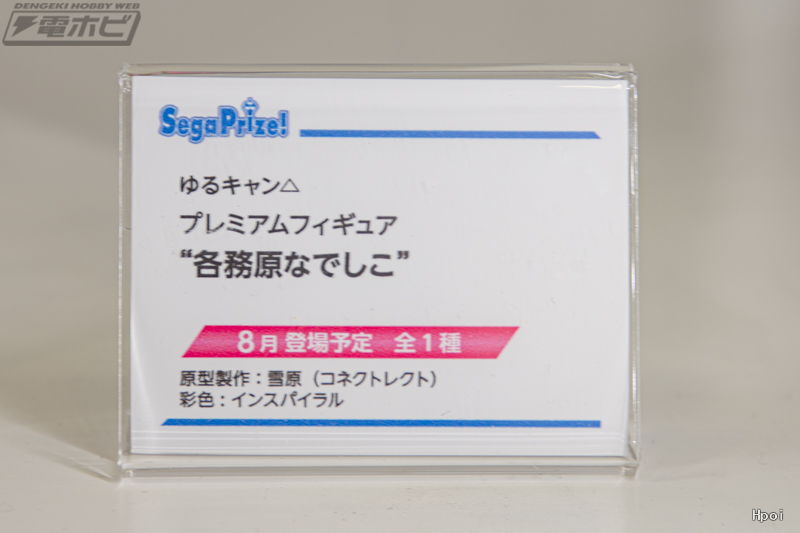 DENGEKI HOBBY WEB
電ホビ
SegaPrize!
ゆるキャン△
プレミアムフィギュア
“各務原なでしこ”
8月登場予定 全1種
原型製作：雪原（コネクトレクト）
彩色：インスパイラル
Hpoi